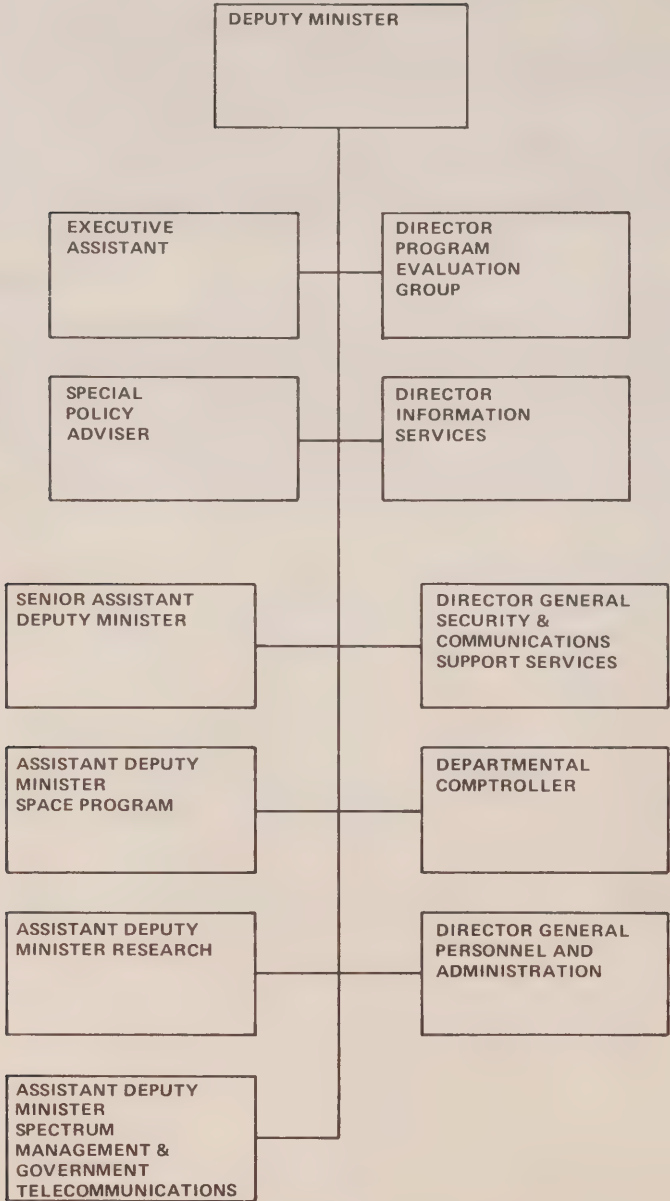 DEPUTY MINISTER
EXECUTIVE
ASSISTANT
DIRECTOR
PROGRAM
EVALUATION
GROUP
SPECIAL
POLICY
ADVISER
DIRECTOR
INFORMATION
SERVICES
SENIOR ASSISTANT
DEPUTY MINISTER
DIRECTOR GENERAL
SECURITY &
COMMUNICATIONS
SUPPORT SERVICES
ASSISTANT DEPUTY
MINISTER
SPACE PROGRAM
DEPARTMENTAL
COMPTROLLER
ASSISTANT DEPUTY
MINISTER RESEARCH
DIRECTOR GENERAL
PERSONNEL AND
ADMINISTRATION
ASSISTANT DEPUTY
MINISTER
SPECTRUM
MANAGEMENT &
GOVERNMENT
TELECOMMUNICATIONS